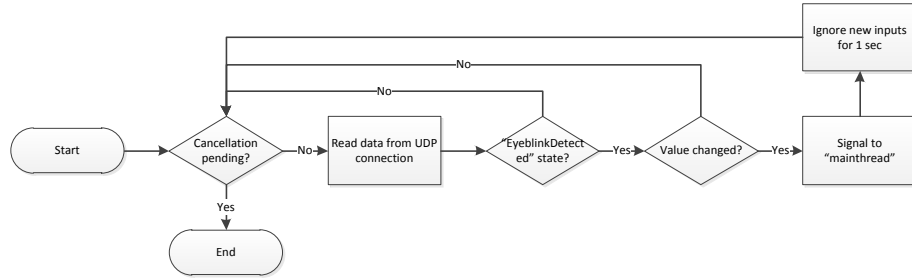 Ignore new inputs
for 1 sec
No
No
Start
Cancellation
pending?
No
Read data from UDP
connection
“EyeblinkDetect
ed” state?
Yes
Value changed?
Yes
Signal to
“mainthread”
Yes
End